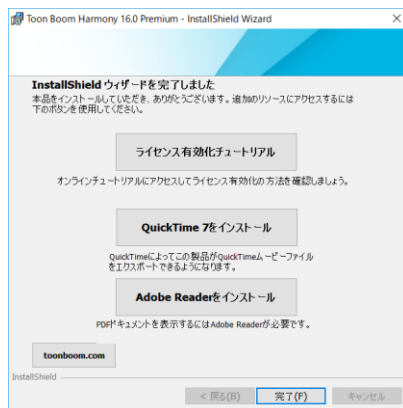 Toon Boom Harmony 16.0 Premium - InstallShield Wizard
InstallShield ウィザードを完了しました
本品をインストールしていただき、ありがとうございます。追加のリソースにアクセスするには
下のボタンを使用してください。
ライセンス有効化チュートリアル
オンラインチュートリアルにアクセスしてライセンス有効化の方法を確認しましょう。
QuickTime 7をインストール
QuickTimeによってこの製品がQuickTimeムービーファイル
をエクスポートできるようになります。
Adobe Readerをインストール
PDFドキュメントを表示するにはAdobe Readerが必要です。
toonboom.com
InstallShield
< 戻る(B)
完了(F)
キャンセル